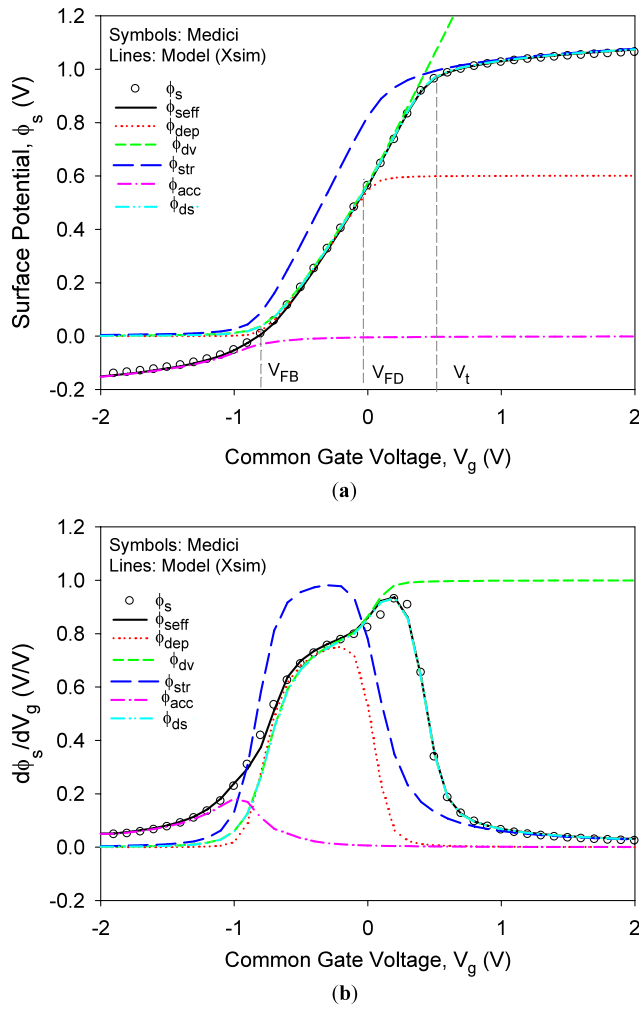 1.2
1.0
0.8
0.6
0.4
0.2
0.0
-0.2
Surface Potential, ϕs (V)
Symbols: Medici
Lines: Model (Xsim)
ϕs
ϕseff
ϕdep
ϕdv
ϕstr
ϕacc
ϕds
VFB
VFD
Vt
-2 -1 0 1 2
Common Gate Voltage, Vg (V)
(a)
1.2
1.0
0.8
0.6
0.4
0.2
0.0
-0.2
dϕs/dVg (V/V)
Symbols: Medici
Lines: Model (Xsim)
ϕs
ϕseff
ϕdep
ϕdv
ϕstr
ϕacc
ϕds
-2 -1 0 1 2
Common Gate Voltage, Vg (V)
(b)